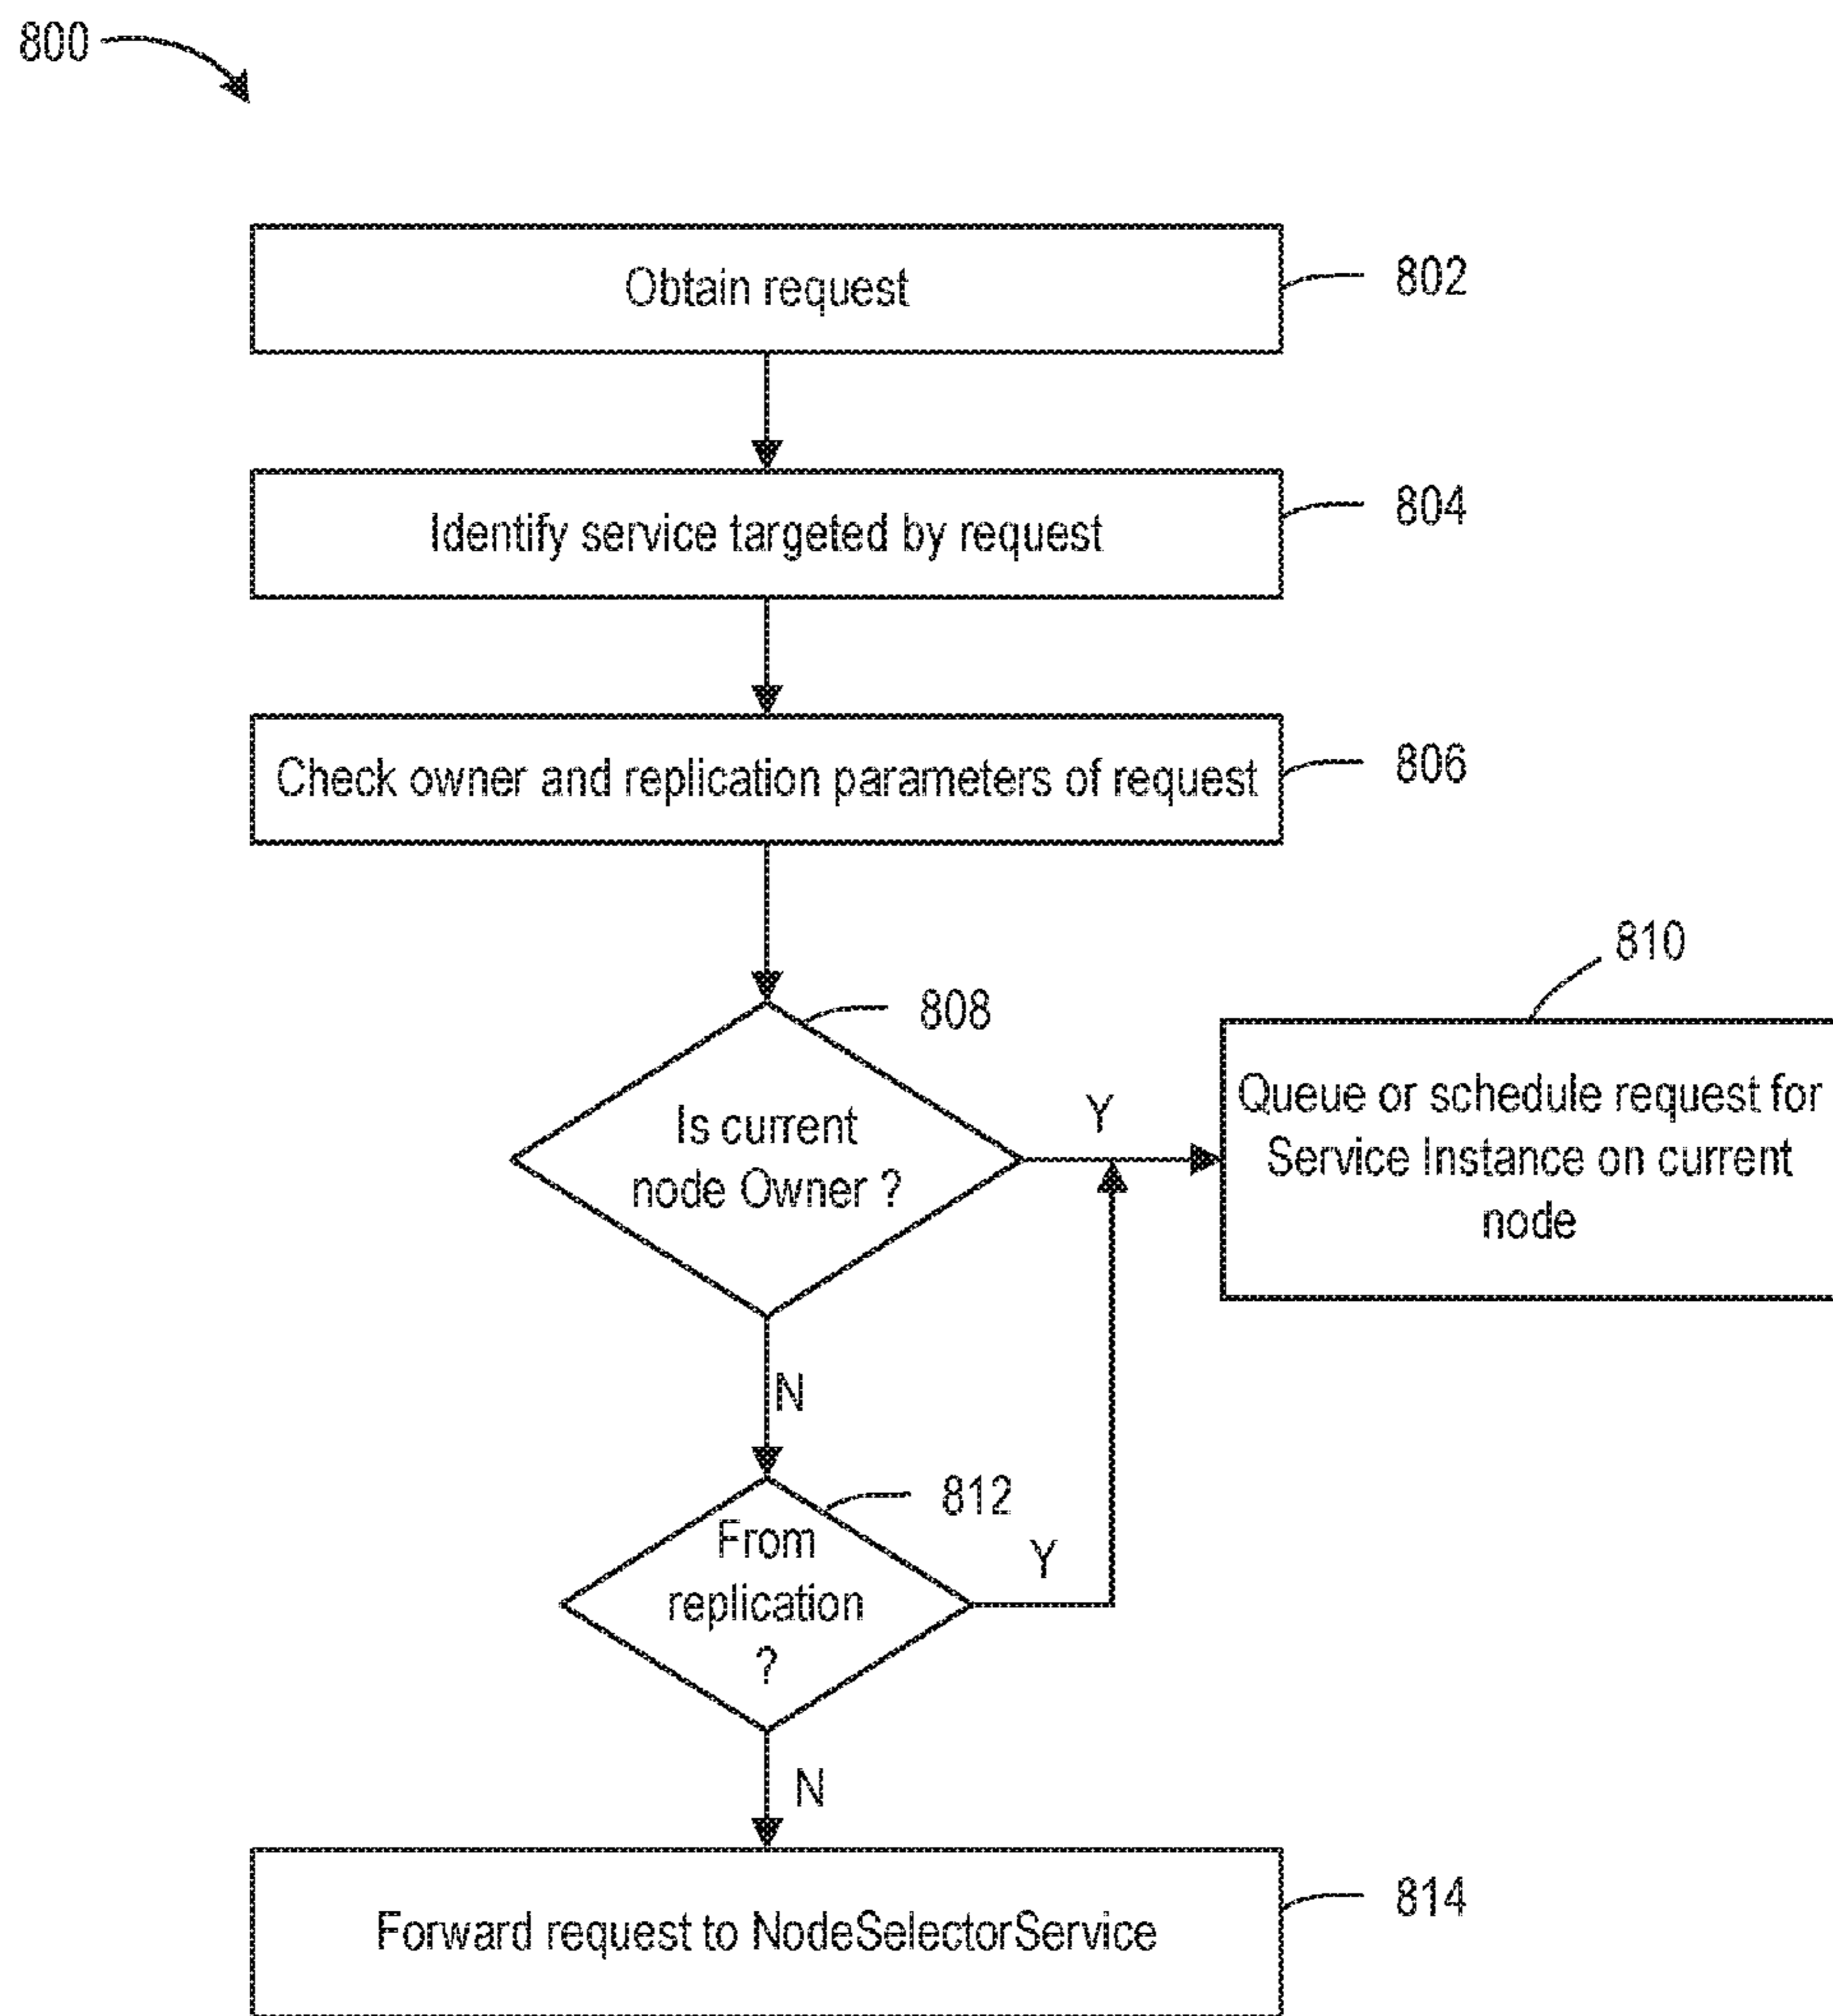 800
Obtain request
802
Identify service targeted by request
804
Check owner and replication parameters of request
806
808
Is current
node Owner ?
Y
810
Queue or schedule request for
Service Instance on current
node
N
812
From
replication
?
Y
N
Forward request to NodeSelectorService
814